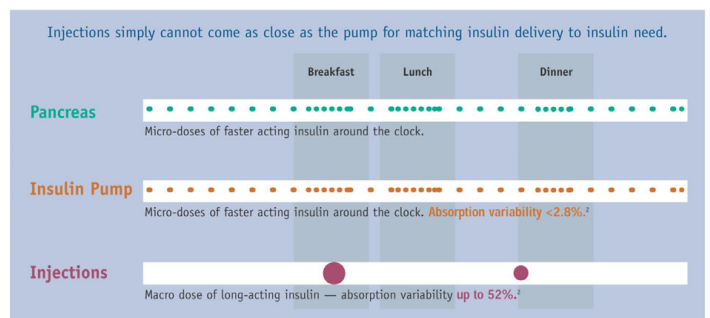 Injections simply cannot come as close as the pump for matching insulin delivery to insulin need.
Breakfast Lunch Dinner
Pancreas
Micro-doses of faster acting insulin around the clock.
Insulin Pump
Micro-doses of faster acting insulin around the clock. Absorption variability <2.8%.²
Injections
Macro dose of long-acting insulin — absorption variability up to 52%.²